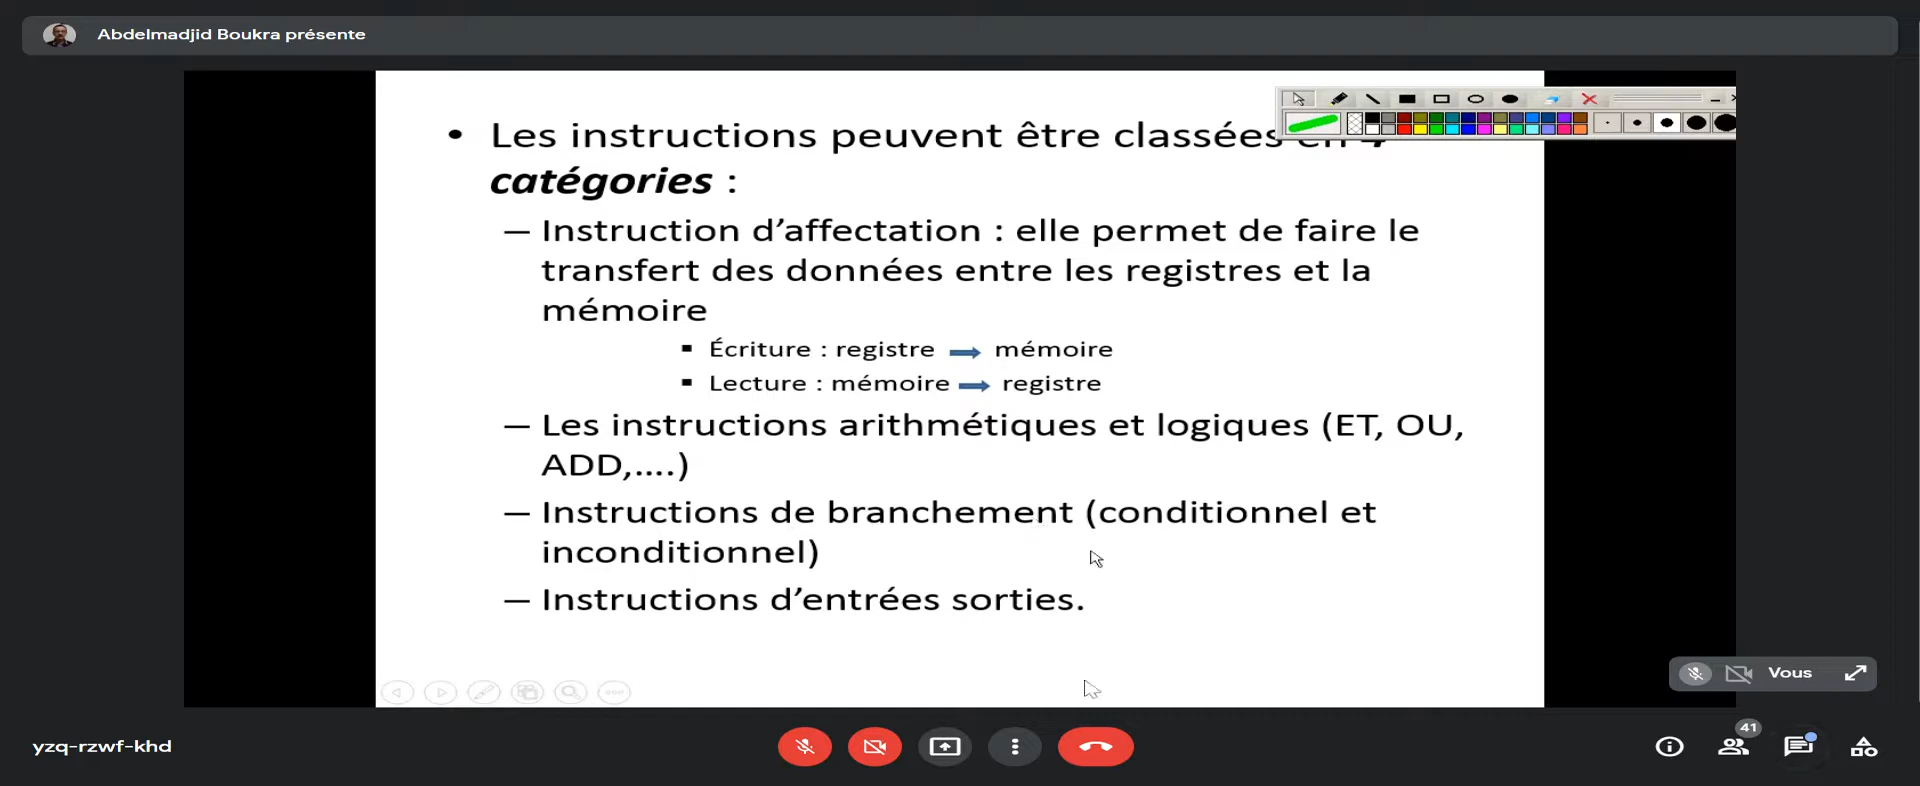 Abdelmadjid Boukra présente
• Les instructions peuvent être classées en 4
catégories :
– Instruction d’affectation : elle permet de faire le
transfert des données entre les registres et la
mémoire
▪ Écriture : registre ➡ mémoire
▪ Lecture : mémoire ➡ registre
– Les instructions arithmétiques et logiques (ET, OU,
ADD,....)
– Instructions de branchement (conditionnel et
inconditionnel)
– Instructions d’entrées sorties.
Vous
yzq-rzwf-khd
41